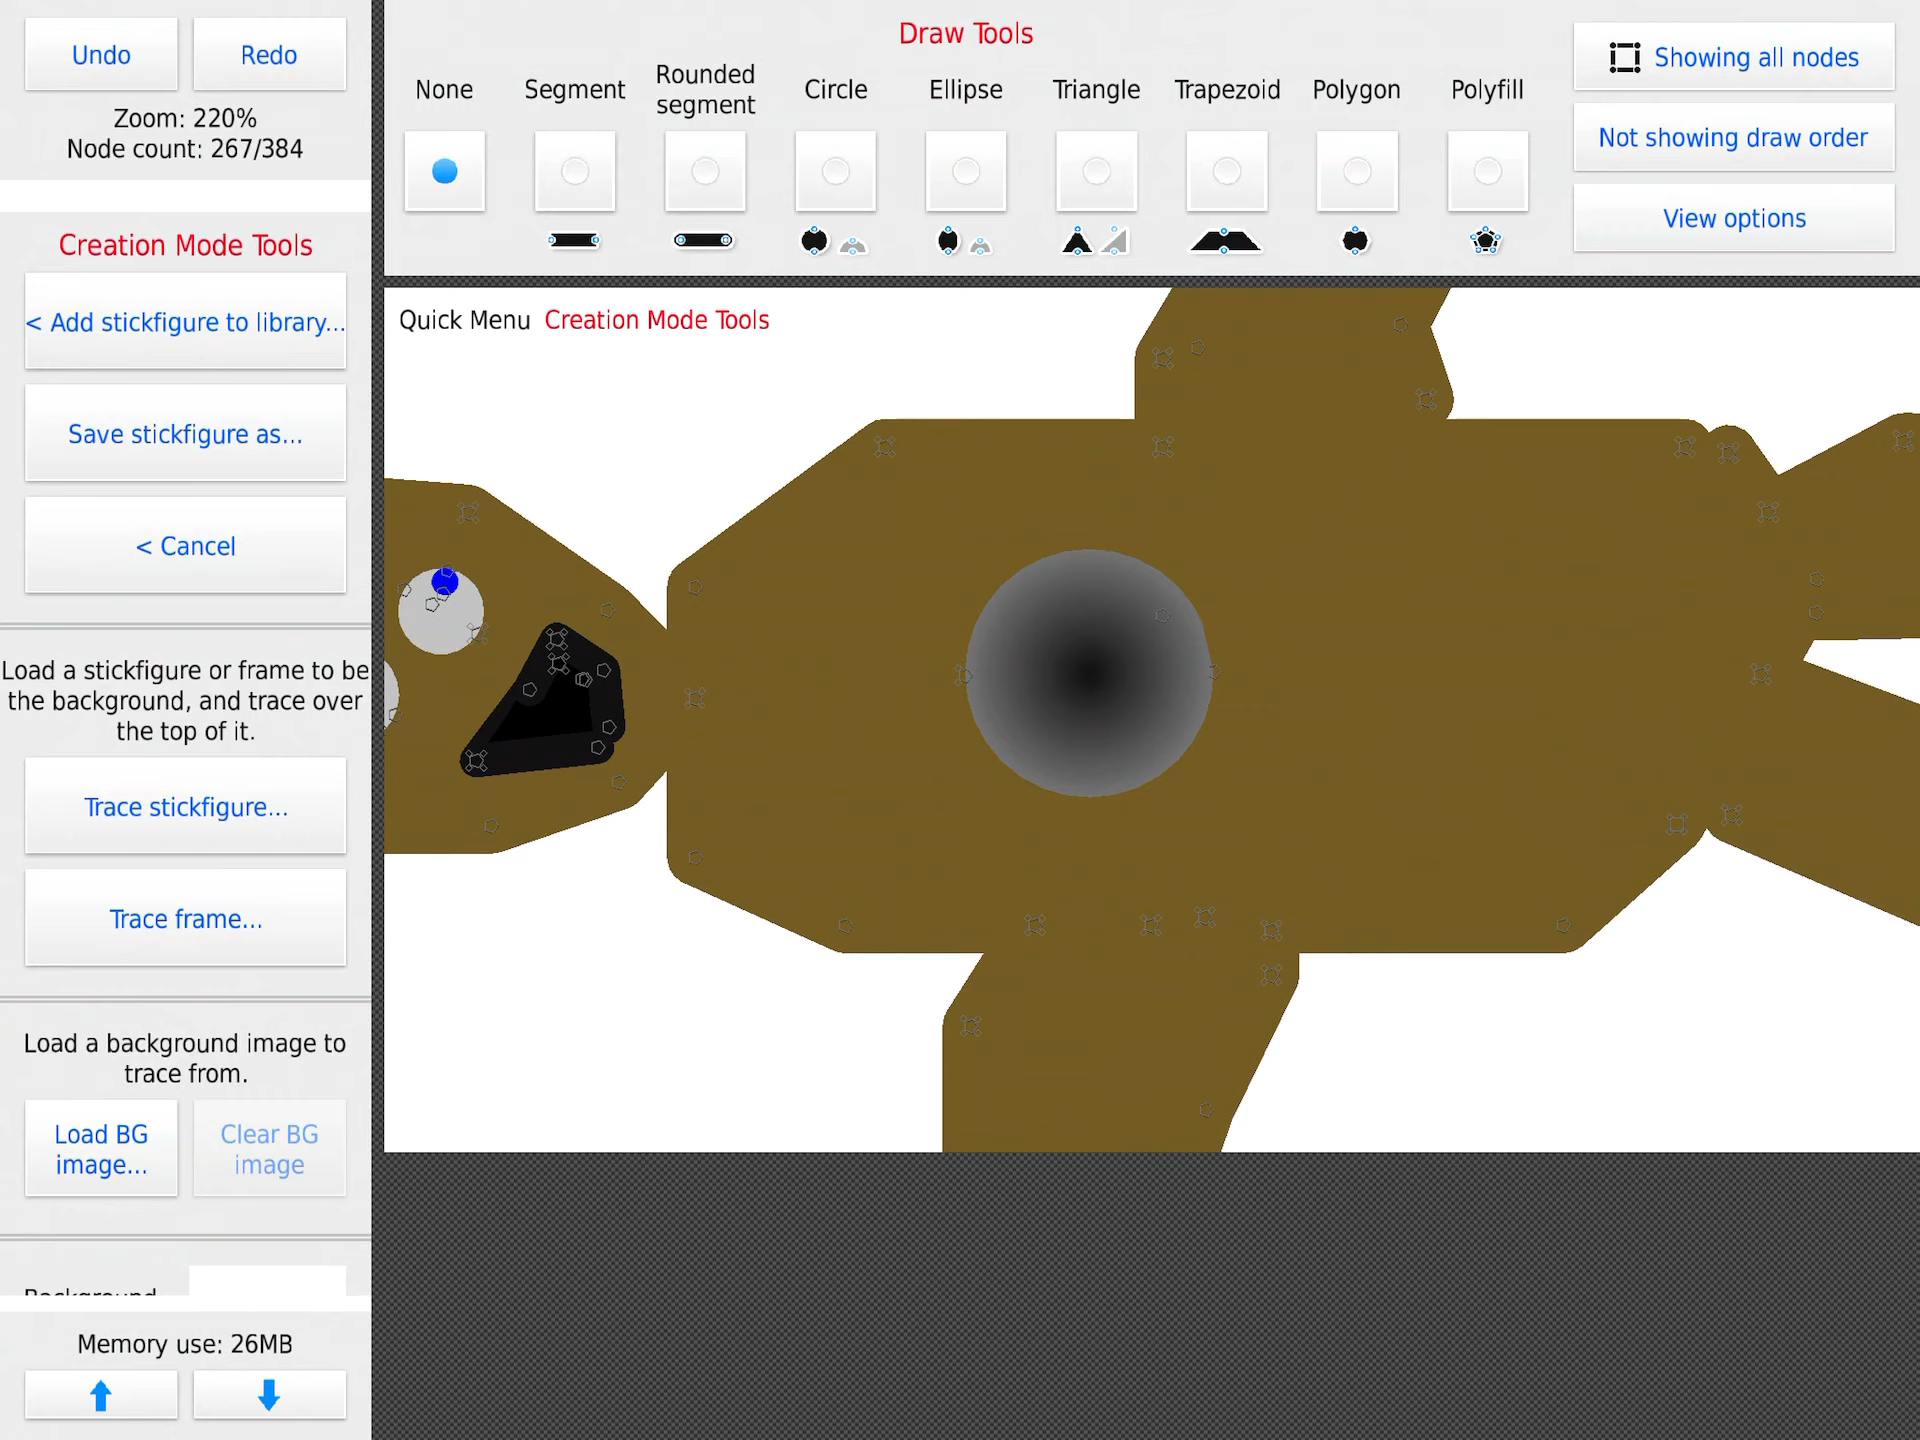 Undo
Redo
Zoom: 220%
Node count: 267/384
Creation Mode Tools
< Add stickfigure to library...
Save stickfigure as...
< Cancel
Load a stickfigure or frame to be
the background, and trace over
the top of it.
Trace stickfigure...
Trace frame...
Load a background image to
trace from.
Load BG
image...
Clear BG
image
Background
Memory use: 26MB
Draw Tools
None
Segment
Rounded
segment
Circle
Ellipse
Triangle
Trapezoid
Polygon
Polyfill
Showing all nodes
Not showing draw order
View options
Quick Menu Creation Mode Tools